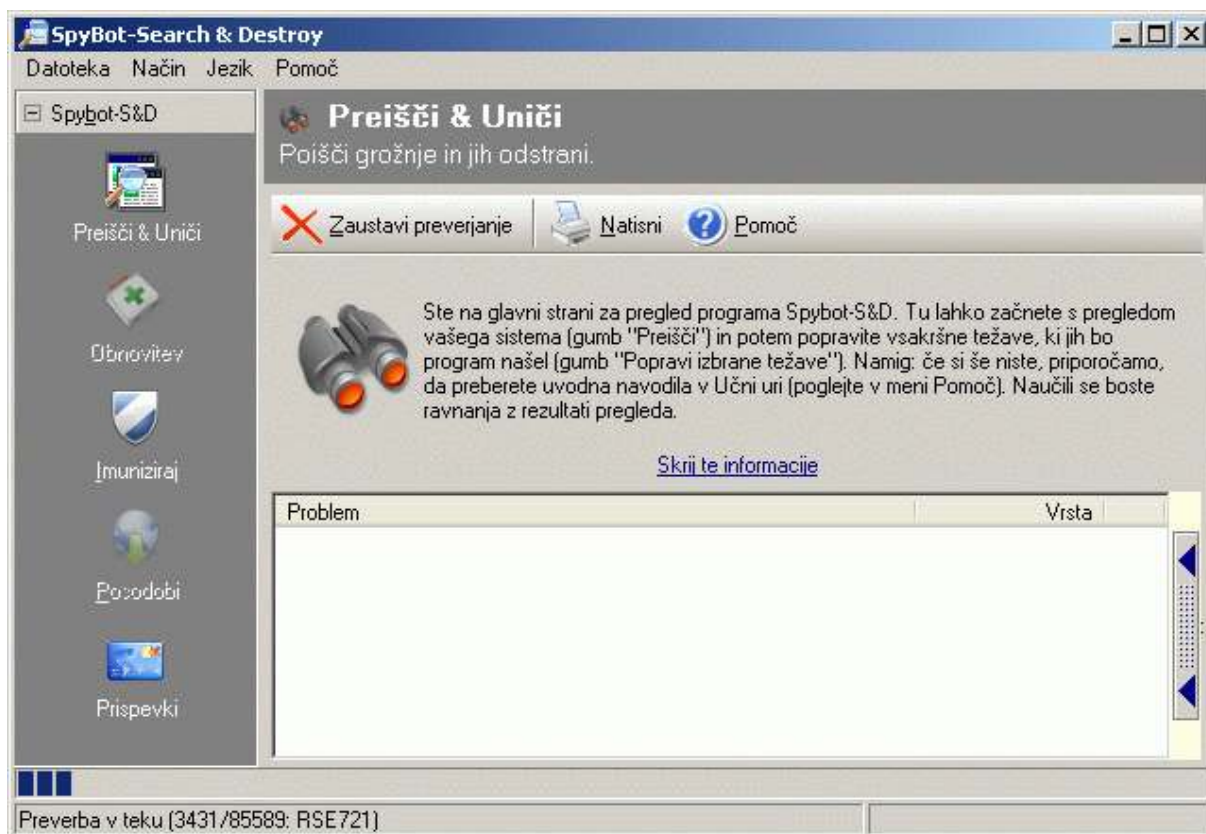 SpyBot-Search & Destroy
Datoteka Način Jezik Pomoč
Spybot-S&D
Preišči & Uniči
Obnovitev
Imuniziraj
Posodobi
Prispevki
Preišči & Uniči
Poišči grožnje in jih odstrani.
Zaustavi preverjanje Natisni Pomoč
Ste na glavni strani za pregled programa Spybot-S&D. Tu lahko začnete s pregledom
vašega sistema (gumb "Preišči") in potem popravite vsakršne težave, ki jih bo
program našel (gumb "Popravi izbrane težave"). Namig: če si še niste, priporočamo,
da preberete uvodna navodila v Učni uri (poglejte v meni Pomoč). Naučili se boste
ravnanja z rezultati pregleda.
Skrij te informacije
Problem Vrsta
Preverba v teku (3431/85589: RSE721)